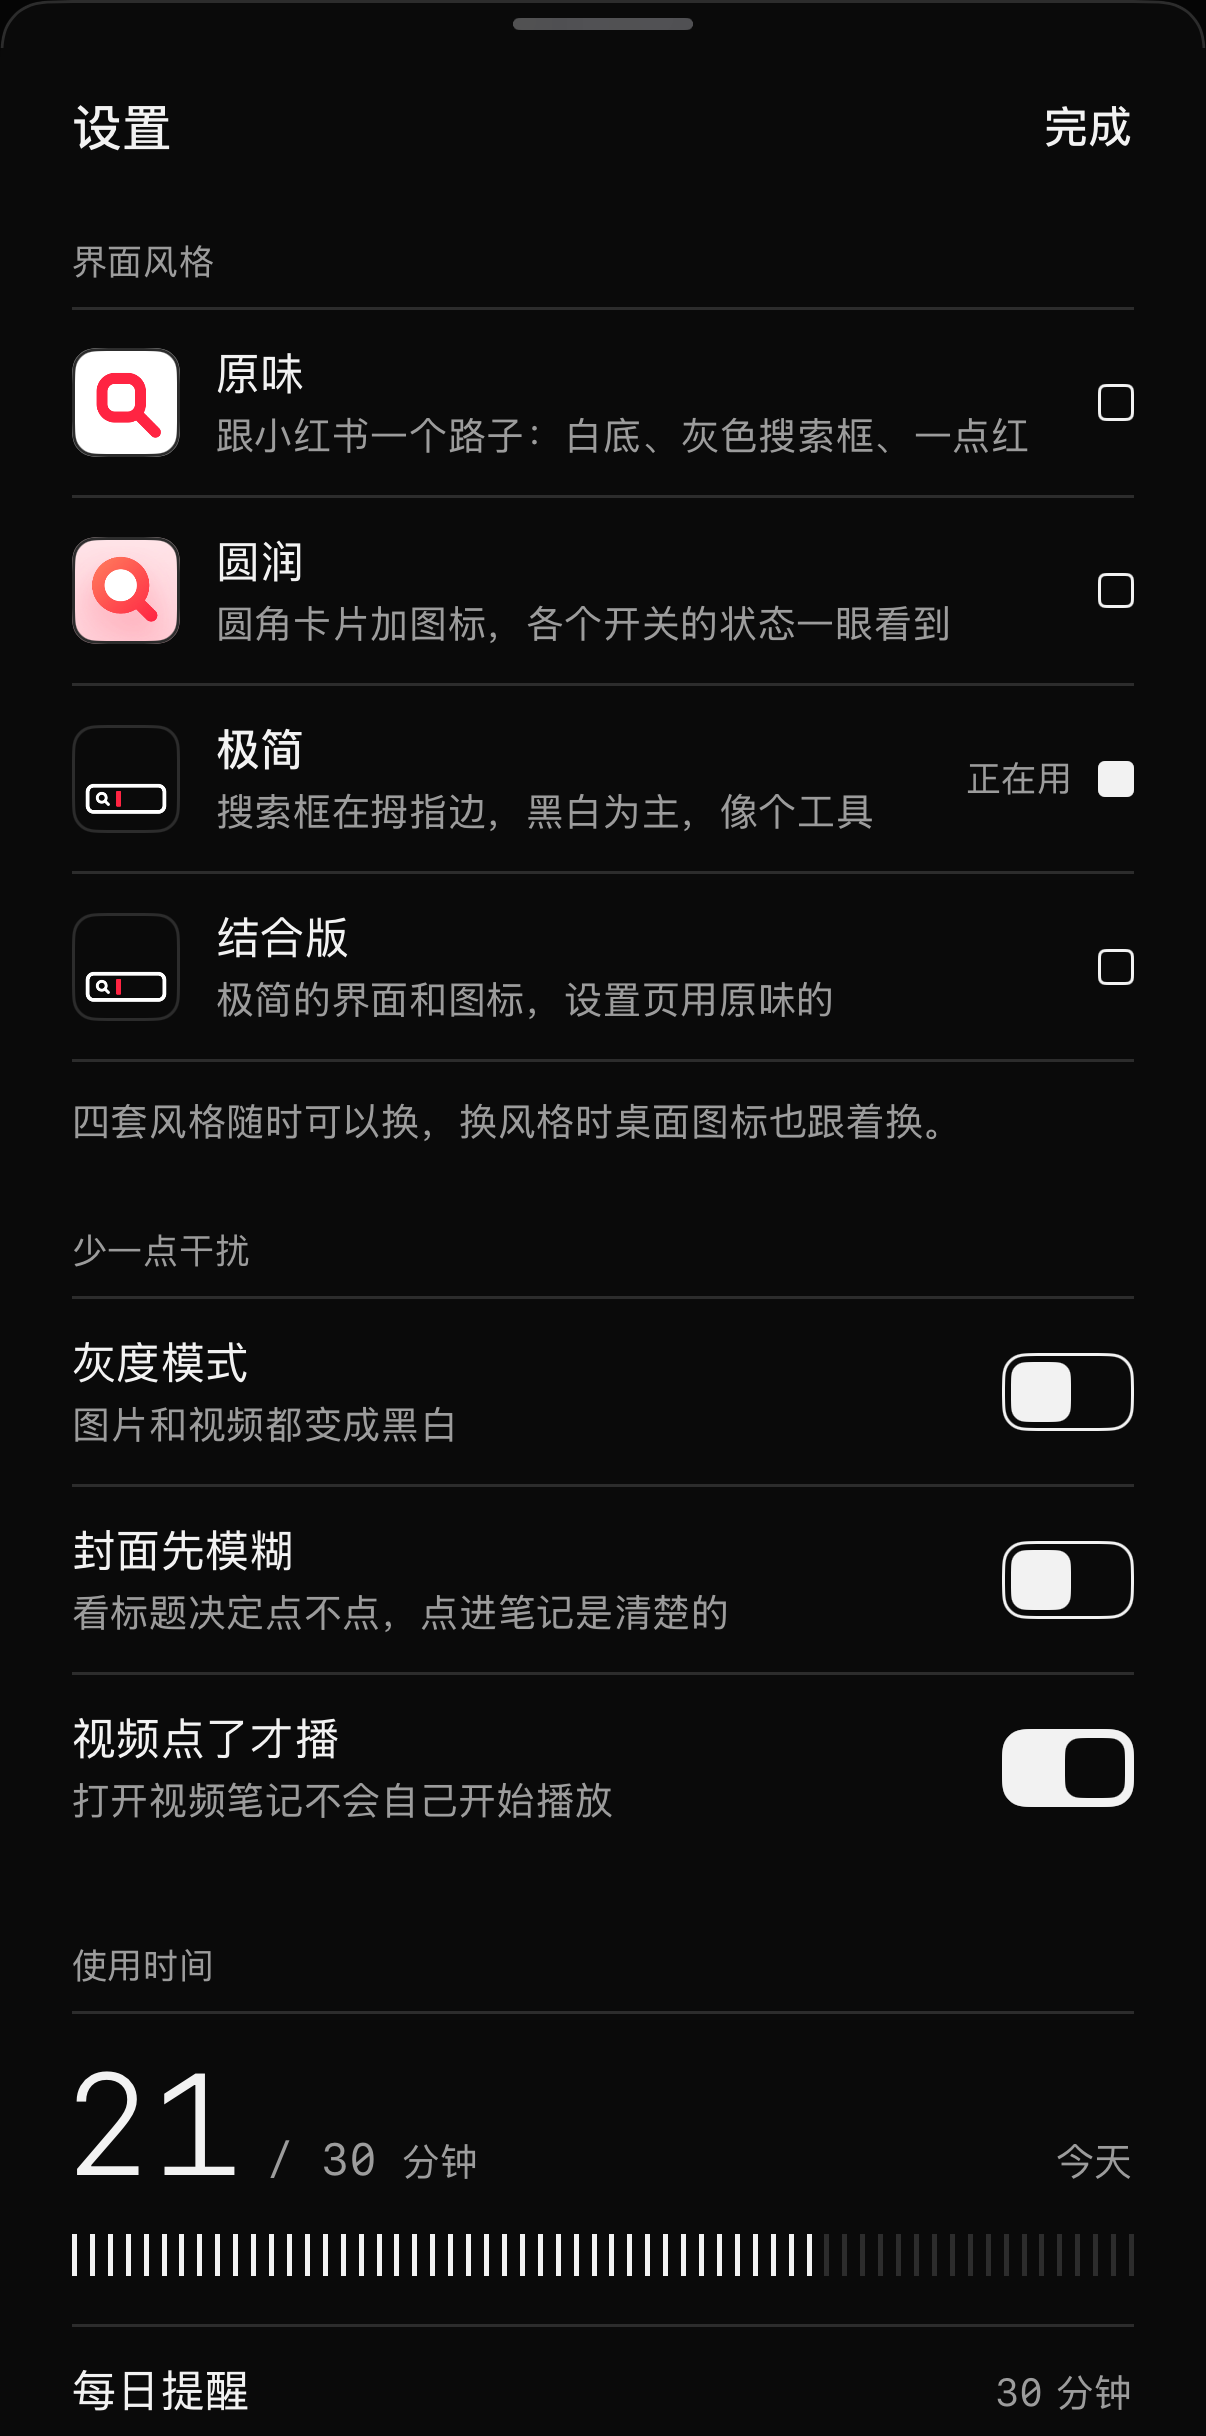 设置
完成
界面风格
原味
跟小红书一个路子：白底、灰色搜索框、一点红
圆润
圆角卡片加图标，各个开关的状态一眼看到
极简
搜索框在拇指边，黑白为主，像个工具
正在用
结合版
极简的界面和图标，设置页用原味的
四套风格随时可以换，换风格时桌面图标也跟着换。
少一点干扰
灰度模式
图片和视频都变成黑白
封面先模糊
看标题决定点不点，点进笔记是清楚的
视频点了才播
打开视频笔记不会自己开始播放
使用时间
21 / 30 分钟
今天
每日提醒
30 分钟